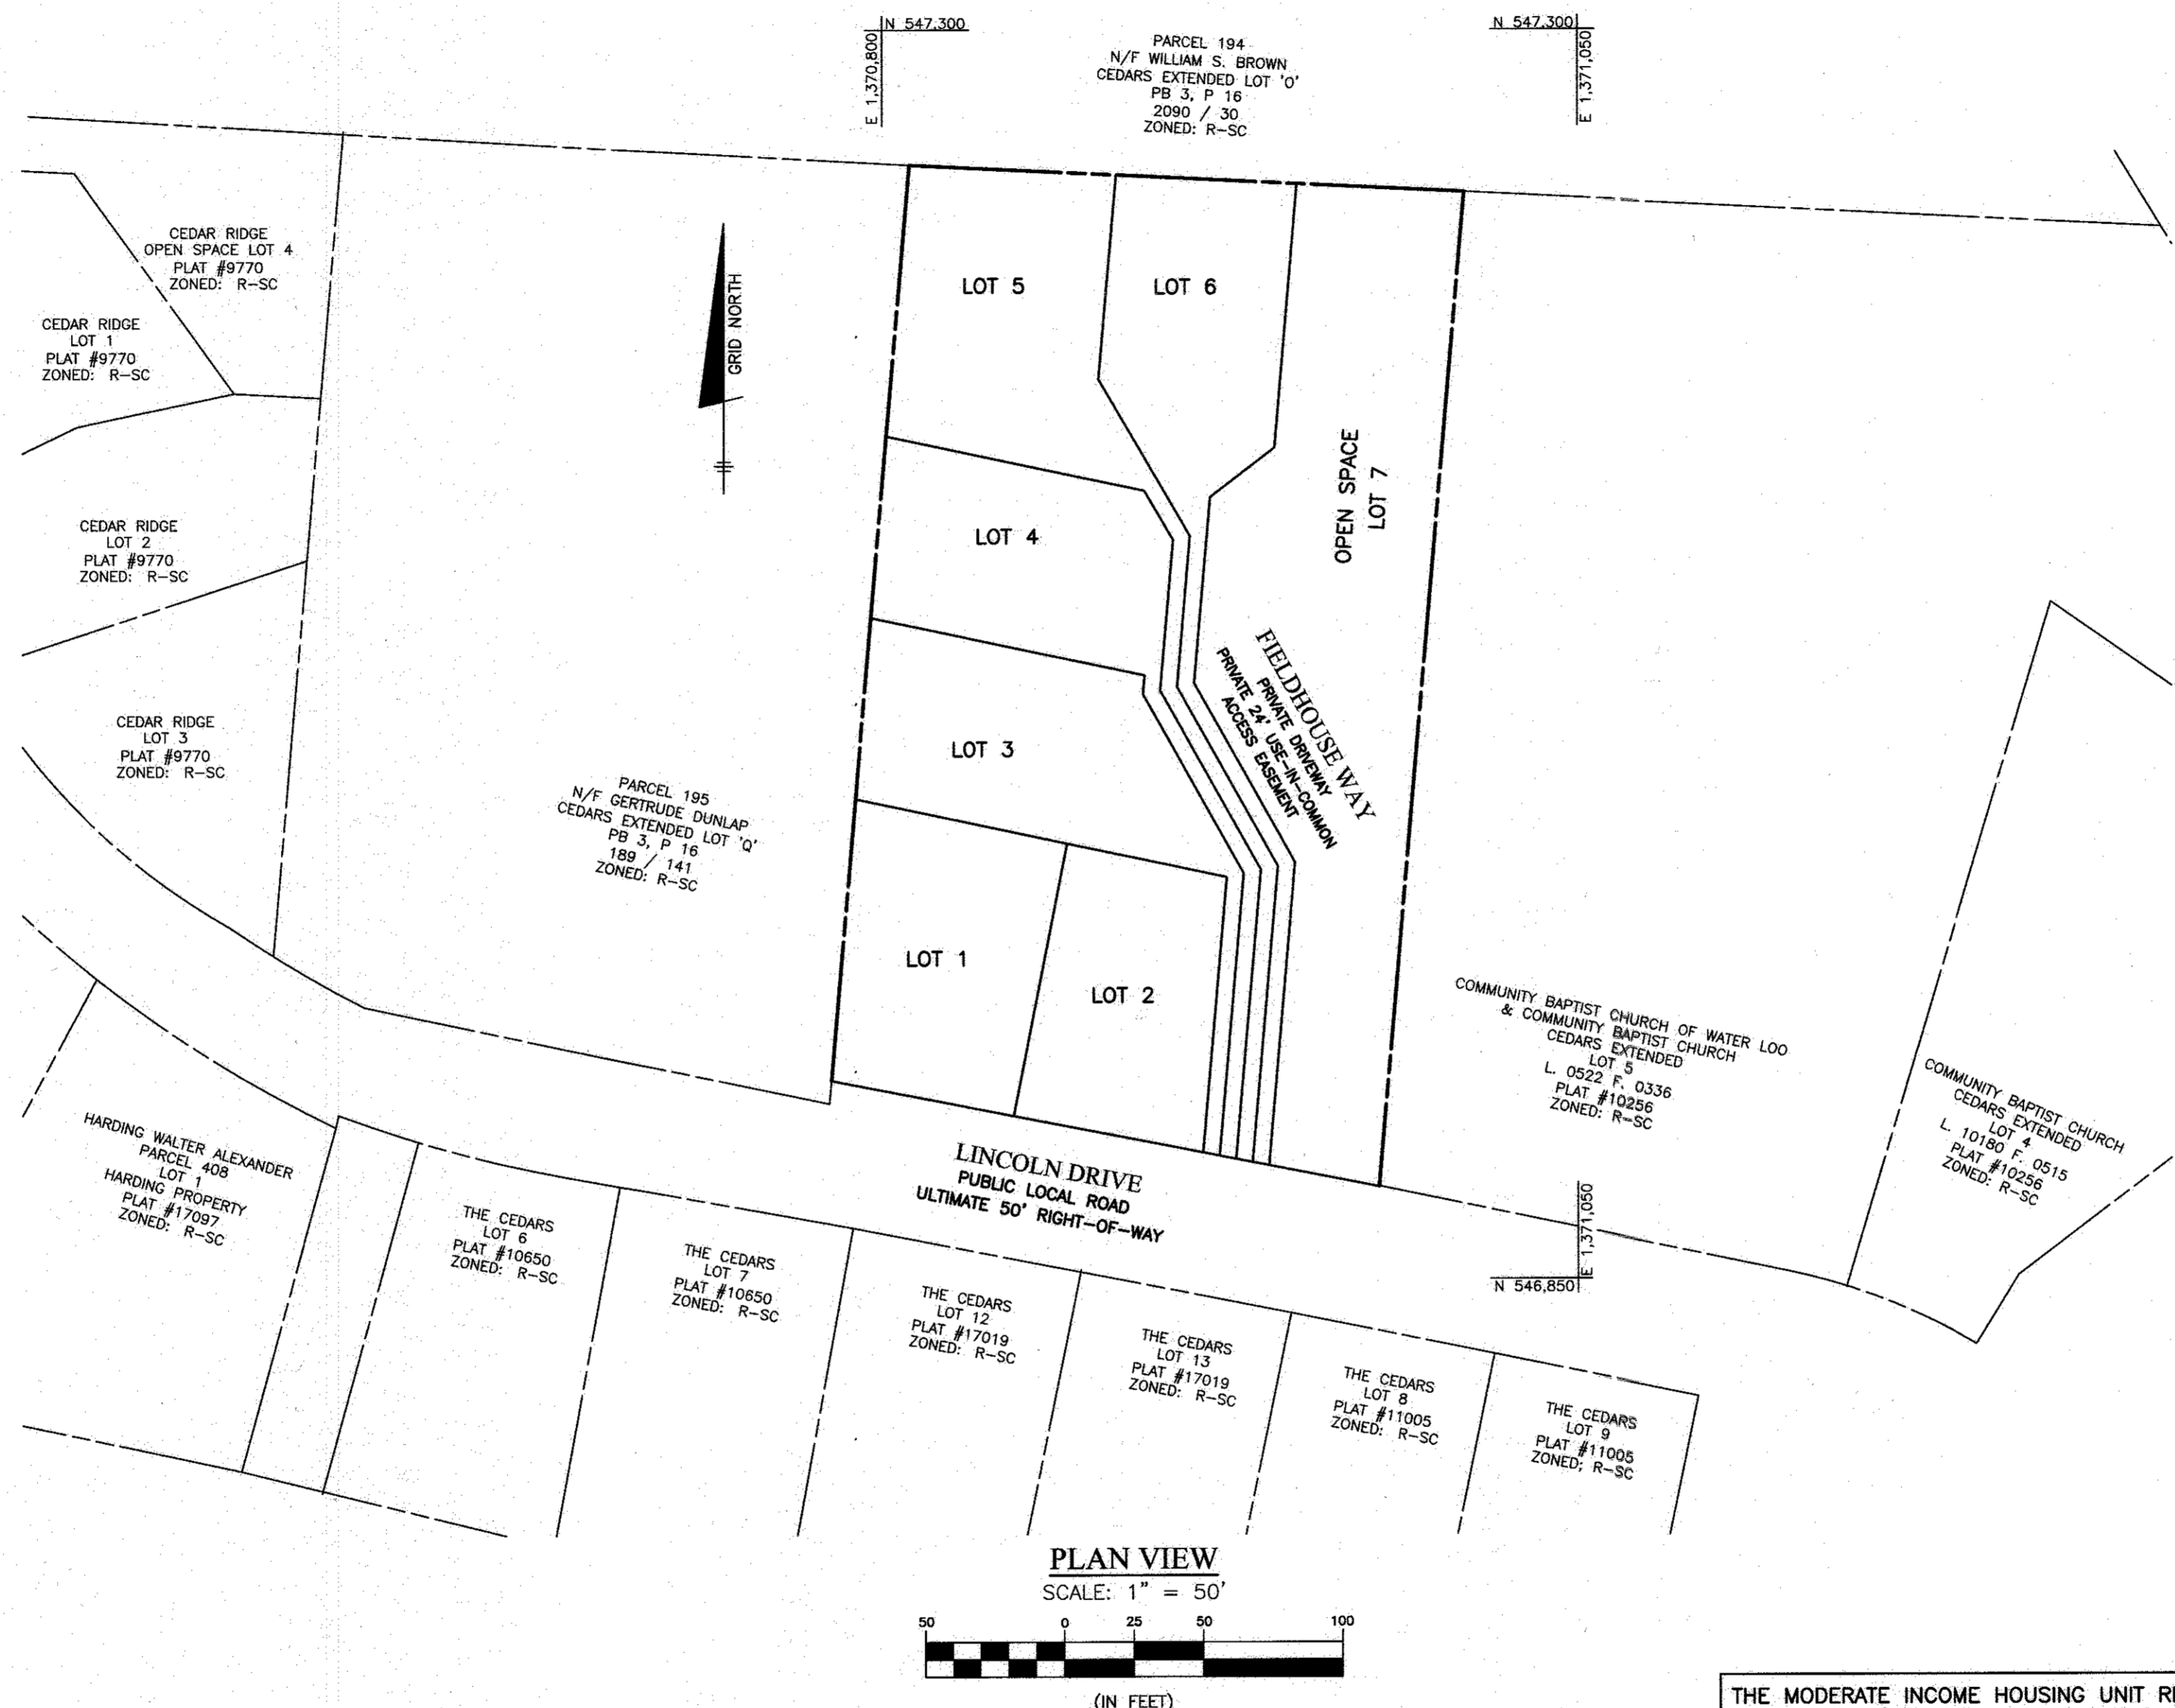 N 547,300
E 1,370,800
N 547,300
E 1,371,050
PARCEL 194
N/F WILLIAM S. BROWN
CEDARS EXTENDED LOT 'O'
PB 3, P 16
2090 / 30
ZONED: R-SC
CEDAR RIDGE
OPEN SPACE LOT 4
PLAT #9770
ZONED: R-SC
CEDAR RIDGE
LOT 1
PLAT #9770
ZONED: R-SC
GRID NORTH
LOT 5
LOT 6
OPEN SPACE
LOT 7
CEDAR RIDGE
LOT 2
PLAT #9770
ZONED: R-SC
LOT 4
CEDAR RIDGE
LOT 3
PLAT #9770
ZONED: R-SC
LOT 3
FIELDHOUSE WAY
PRIVATE DRIVEWAY
PRIVATE 24' USE-IN-COMMON
ACCESS EASEMENT
PARCEL 195
N/F GERTRUDE DUNLAP
CEDARS EXTENDED LOT 'Q'
PB 3, P 16
189 / 141
ZONED: R-SC
LOT 1
LOT 2
COMMUNITY BAPTIST CHURCH OF WATER LOO
& COMMUNITY BAPTIST CHURCH
CEDARS EXTENDED
LOT 5
L. 0522 F. 0336
PLAT #10256
ZONED: R-SC
COMMUNITY BAPTIST CHURCH
CEDARS EXTENDED
LOT 4
L. 10180 F. 0515
PLAT #10256
ZONED: R-SC
LINCOLN DRIVE
PUBLIC LOCAL ROAD
ULTIMATE 50' RIGHT-OF-WAY
HARDING WALTER ALEXANDER
PARCEL 408
LOT 1
HARDING PROPERTY
PLAT #17097
ZONED: R-SC
THE CEDARS
LOT 6
PLAT #10650
ZONED: R-SC
THE CEDARS
LOT 7
PLAT #10650
ZONED: R-SC
THE CEDARS
LOT 12
PLAT #17019
ZONED: R-SC
THE CEDARS
LOT 13
PLAT #17019
ZONED: R-SC
THE CEDARS
LOT 8
PLAT #11005
ZONED: R-SC
THE CEDARS
LOT 9
PLAT #11005
ZONED: R-SC
E 1,371,050
N 546,850
PLAN VIEW
SCALE: 1" = 50'
50 0 25 50 100
(IN FEET)
THE MODERATE INCOME HOUSING UNIT